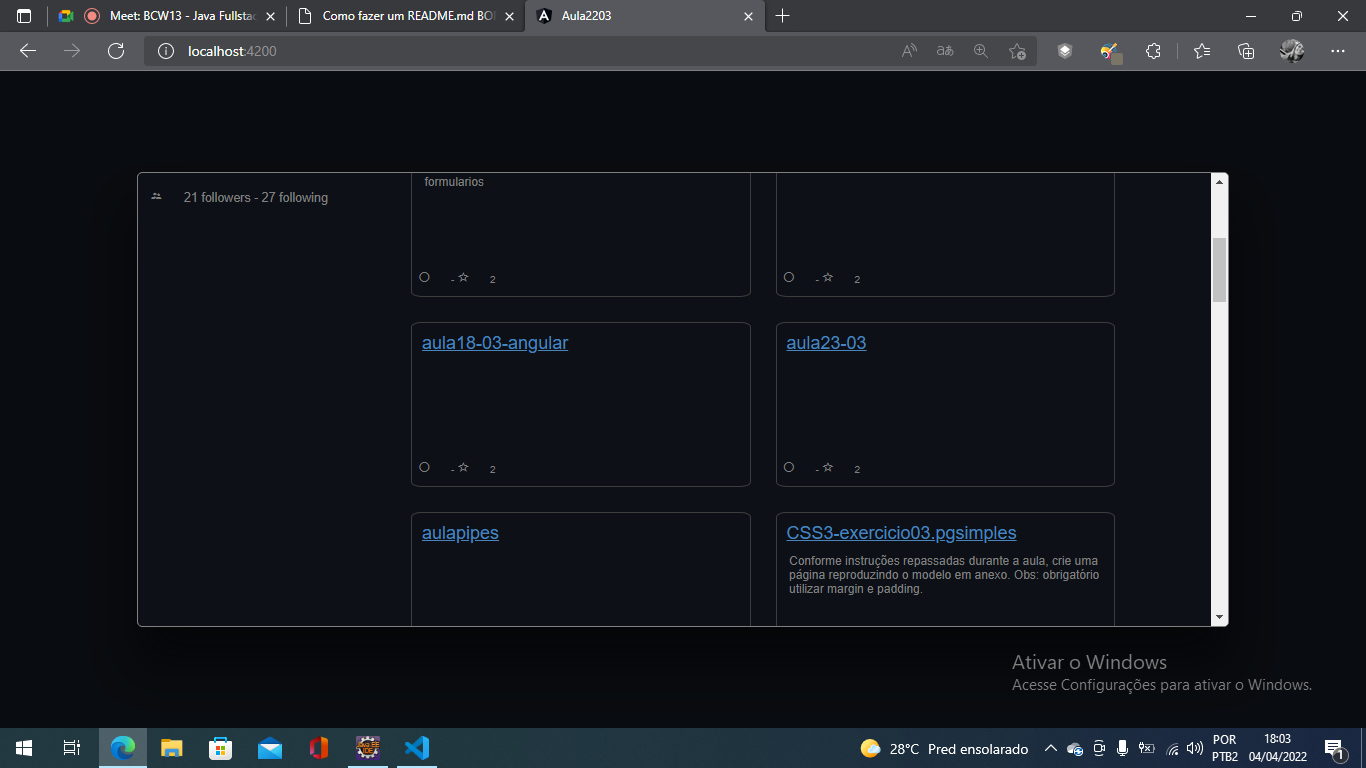 Meet: BCW13 - Java Fullsta
Como fazer um README.md BO
Aula2203
localhost:4200
21 followers - 27 following
formularios
- ☆ 2
- ☆ 2
aula18-03-angular
aula23-03
- ☆ 2
- ☆ 2
aulapipes
CSS3-exercicio03.pgsimples
Conforme instruções repassadas durante a aula, crie uma
página reproduzindo o modelo em anexo. Obs: obrigatório
utilizar margin e padding.
Ativar o Windows
Acesse Configurações para ativar o Windows.
28°C Pred ensolarado
POR
PTB2
18:03
04/04/2022
1